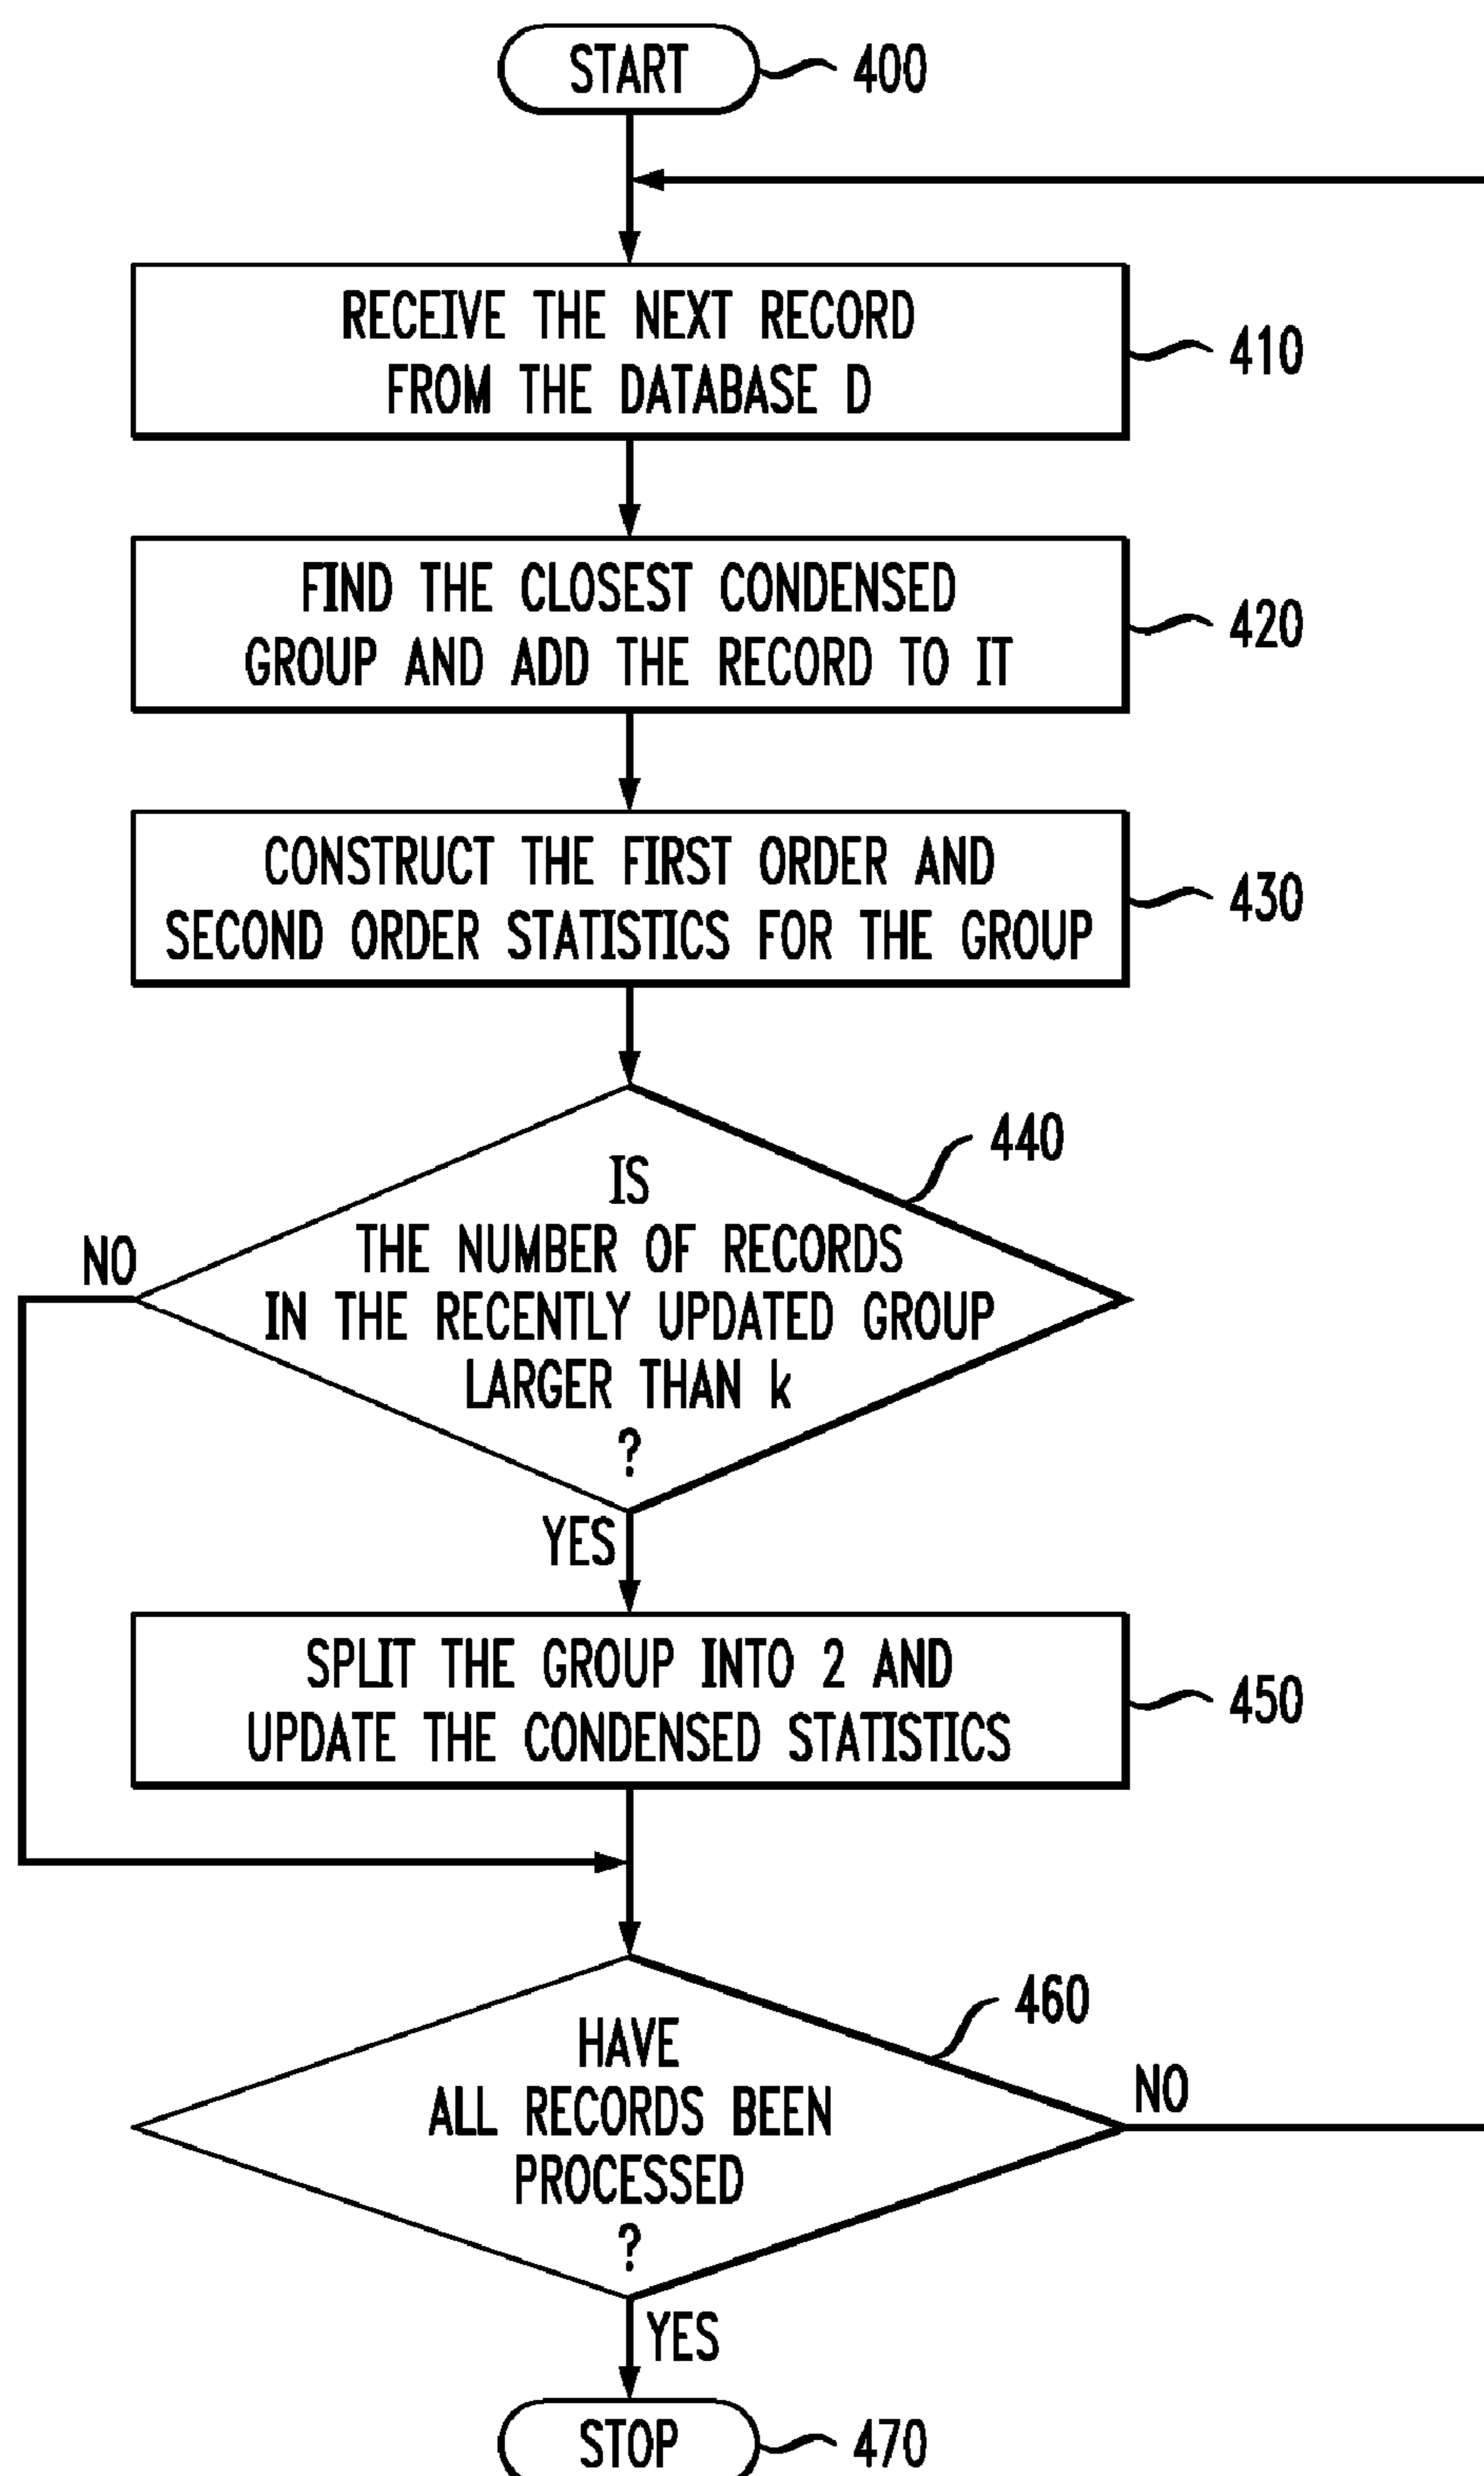 START
400
RECEIVE THE NEXT RECORD
FROM THE DATABASE D
410
FIND THE CLOSEST CONDENSED
GROUP AND ADD THE RECORD TO IT
420
CONSTRUCT THE FIRST ORDER AND
SECOND ORDER STATISTICS FOR THE GROUP
430
440
IS
THE NUMBER OF RECORDS
IN THE RECENTLY UPDATED GROUP
LARGER THAN k
?
NO
YES
SPLIT THE GROUP INTO 2 AND
UPDATE THE CONDENSED STATISTICS
450
460
HAVE
ALL RECORDS BEEN
PROCESSED
?
NO
YES
STOP
470